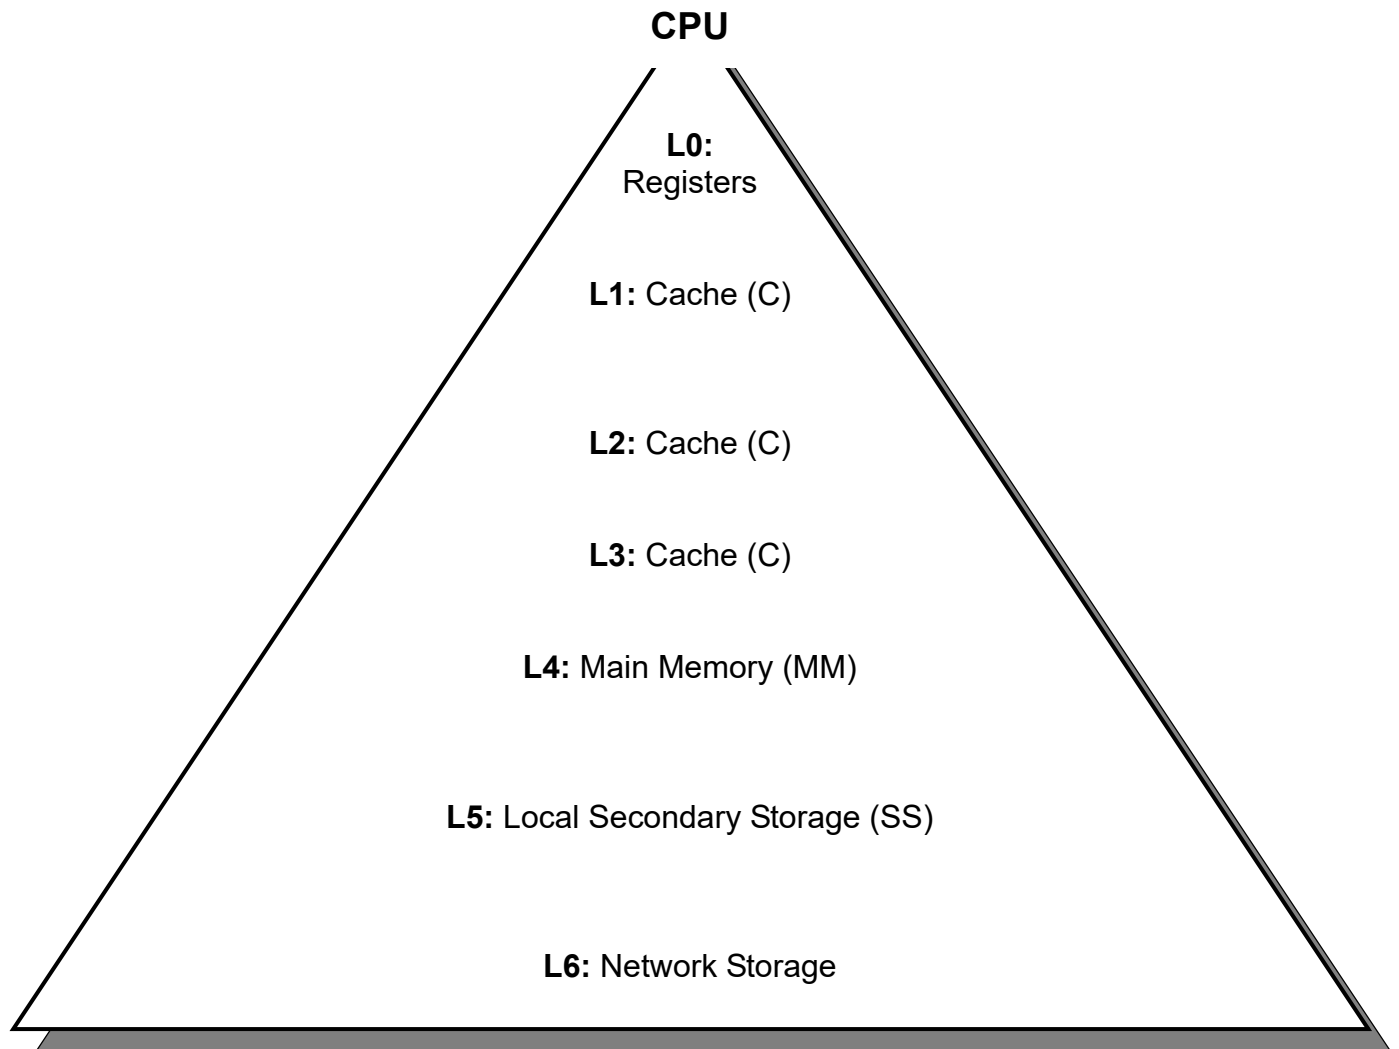 CPU
L0:
Registers
L1: Cache (C)
L2: Cache (C)
L3: Cache (C)
L4: Main Memory (MM)
L5: Local Secondary Storage (SS)
L6: Network Storage